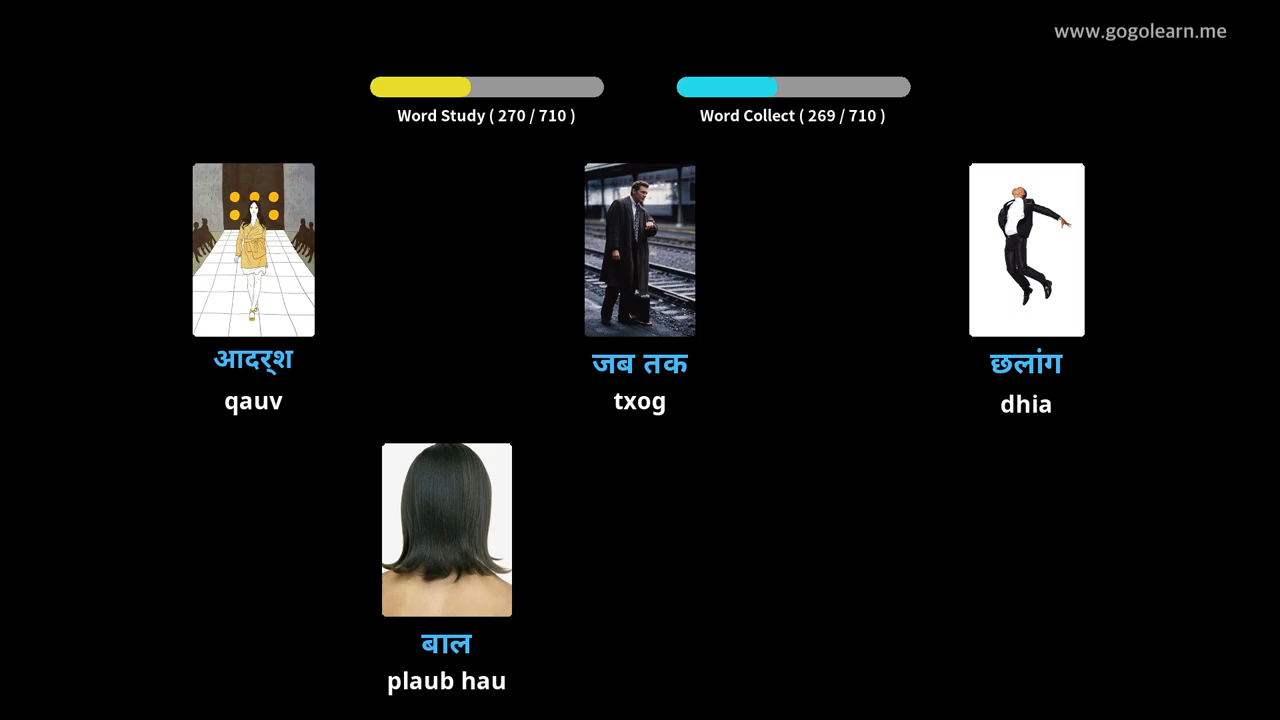 www.gogolearn.me
Word Study ( 270 / 710 )
Word Collect ( 269 / 710 )
आदर्श
qauv
जब तक
txog
छलांग
dhia
बाल
plaub hau